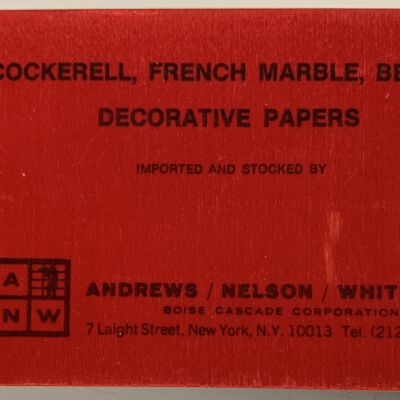 COCKERELL, FRENCH MARBLE, BE
DECORATIVE PAPERS
IMPORTED AND STOCKED BY
A
N W
ANDREWS / NELSON / WHIT
BOISE CASCADE CORPORATION
7 Laight Street, New York, N.Y. 10013 Tel. (212